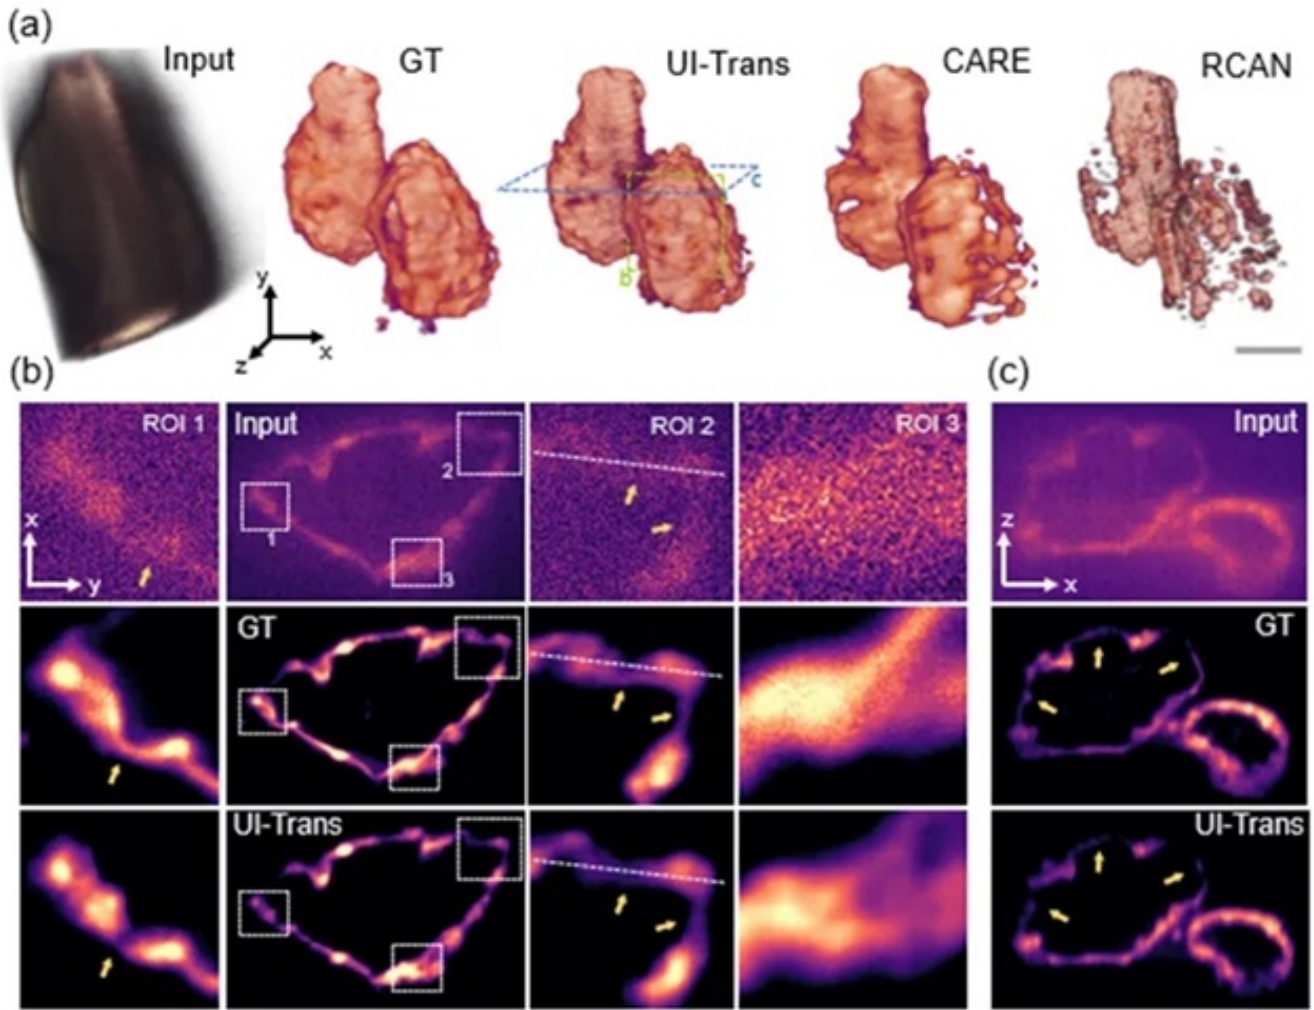 (a)
Input
GT
UI-Trans
CARE
RCAN
c
b
y
x
z
(b)
(c)
ROI 1
Input
ROI 2
ROI 3
Input
2
1
3
x
y
z
x
GT
GT
UI-Trans
UI-Trans